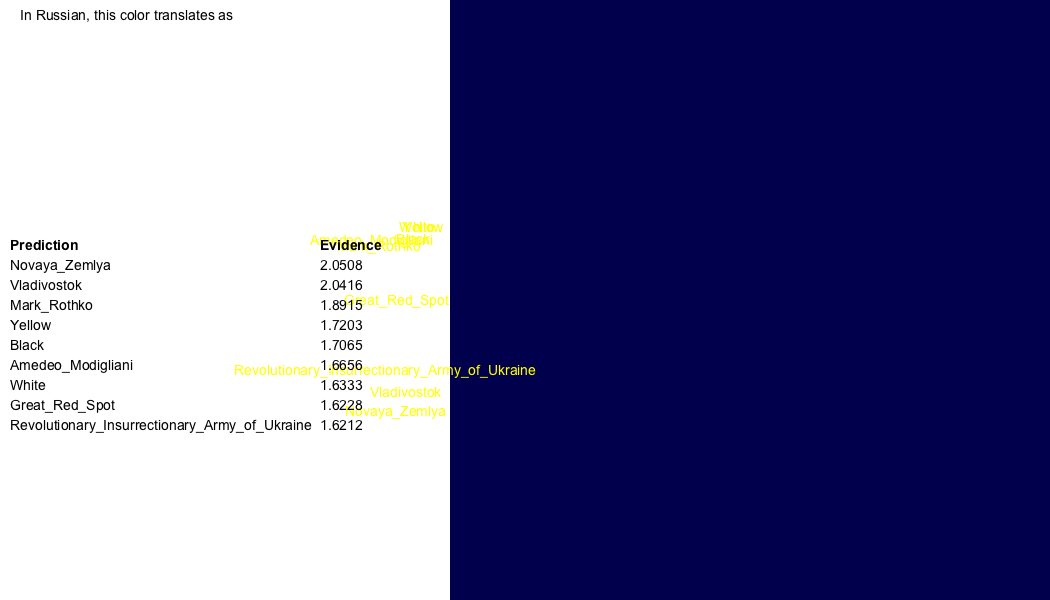 In Russian, this color translates as
White
Yellow
Amedeo_Modigliani
Black
Mark_Rothko
Prediction Evidence
Novaya_Zemlya 2.0508
Vladivostok 2.0416
Mark_Rothko 1.8915
Yellow 1.7203
Black 1.7065
Amedeo_Modigliani 1.6656
White 1.6333
Great_Red_Spot 1.6228
Revolutionary_Insurrectionary_Army_of_Ukraine 1.6212
Great_Red_Spot
Revolutionary_Insurrectionary_Army_of_Ukraine
Vladivostok
Novaya_Zemlya